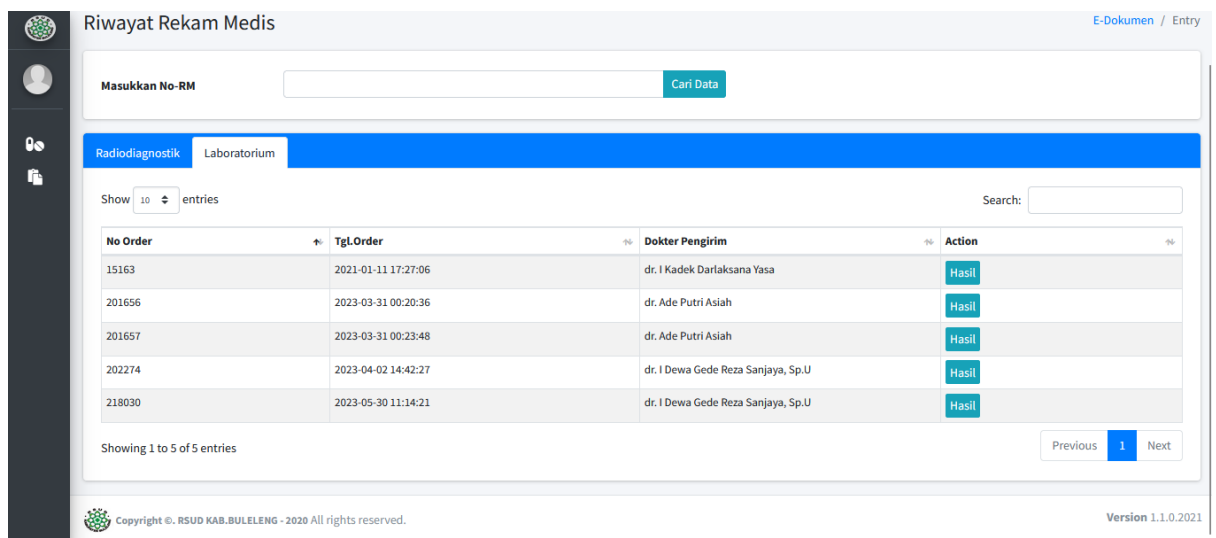 Riwayat Rekam Medis
E-Dokumen / Entry
Masukkan No-RM
Cari Data
Radiodiagnostik Laboratorium
Show 10 entries
Search:
No Order Tgl.Order Dokter Pengirim Action
15163 2021-01-11 17:27:06 dr. I Kadek Darlaksana Yasa Hasil
201656 2023-03-31 00:20:36 dr. Ade Putri Asiah Hasil
201657 2023-03-31 00:23:48 dr. Ade Putri Asiah Hasil
202274 2023-04-02 14:42:27 dr. I Dewa Gede Reza Sanjaya, Sp.U Hasil
218030 2023-05-30 11:14:21 dr. I Dewa Gede Reza Sanjaya, Sp.U Hasil
Showing 1 to 5 of 5 entries
Previous 1 Next
Copyright ©. RSUD KAB.BULELENG - 2020 All rights reserved.
Version 1.1.0.2021